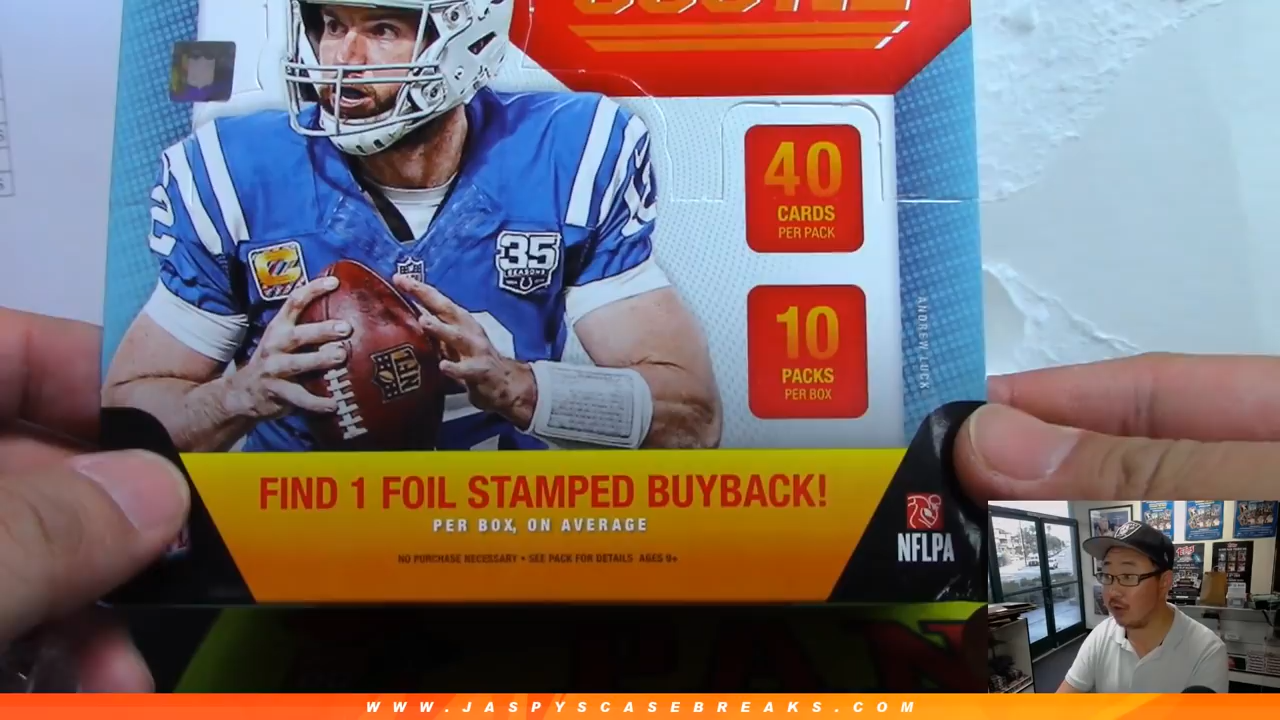 SCORE
40
CARDS
PER PACK
35
SEASONS
10
PACKS
PER BOX
ANDREW LUCK
FIND 1 FOIL STAMPED BUYBACK!
PER BOX, ON AVERAGE
NO PURCHASE NECESSARY • SEE PACK FOR DETAILS AGES 9+
NFLPA
WWW.JASPYSCASEBREAKS.COM